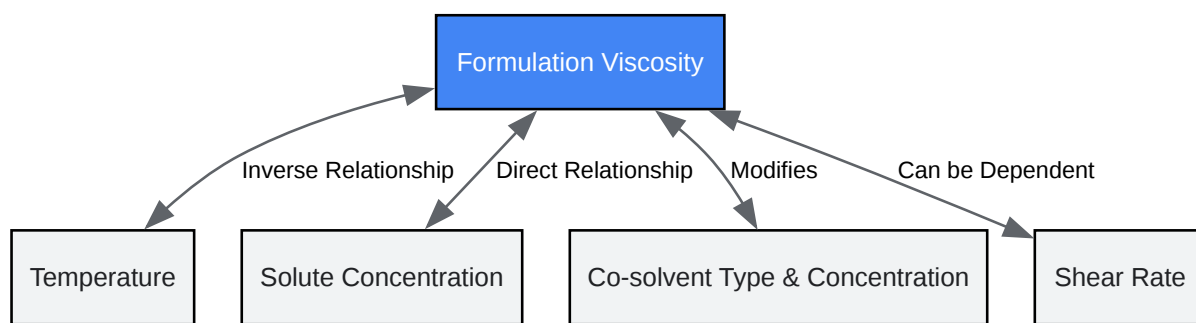 Formulation Viscosity
Inverse Relationship
Direct Relationship
Modifies
Can be Dependent
Temperature
Solute Concentration
Co-solvent Type & Concentration
Shear Rate